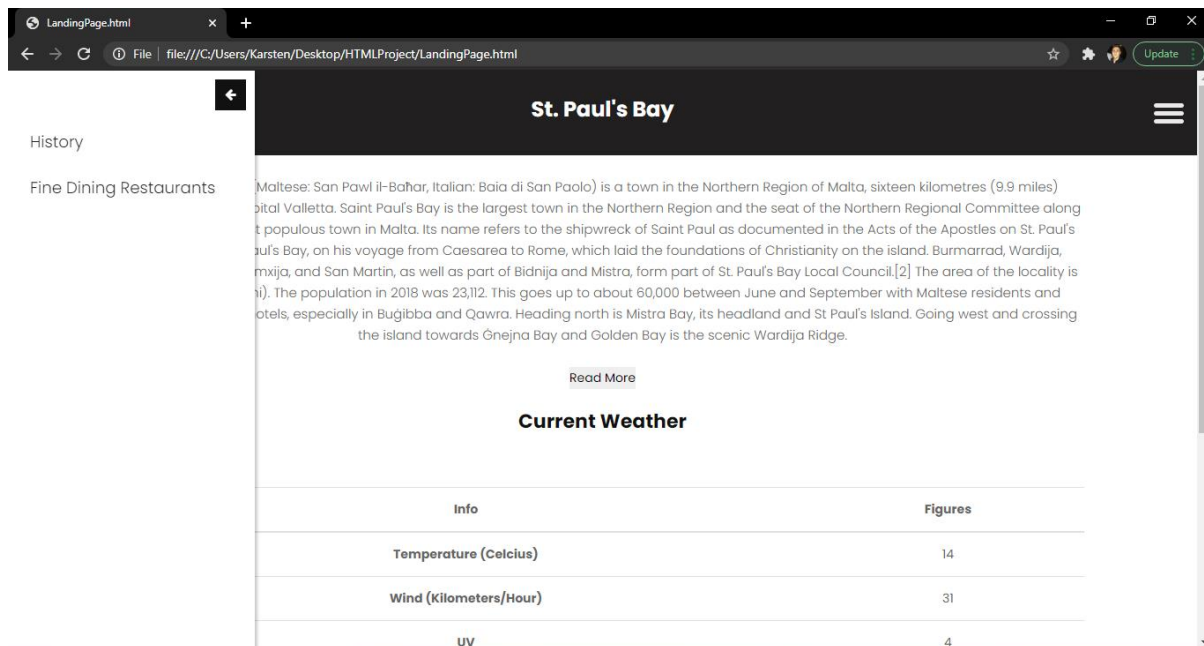 LandingPage.html
File file:///C:/Users/Karsten/Desktop/HTMLProject/LandingPage.html
Update
St. Paul's Bay
History
Fine Dining Restaurants
(Maltese: San Pawl il-Baħar, Italian: Baia di San Paolo) is a town in the Northern Region of Malta, sixteen kilometres (9.9 miles)
Valletta. Saint Paul's Bay is the largest town in the Northern Region and the seat of the Northern Regional Committee along
populous town in Malta. Its name refers to the shipwreck of Saint Paul as documented in the Acts of the Apostles on St. Paul's
Bay, on his voyage from Caesarea to Rome, which laid the foundations of Christianity on the island. Burmarrad, Wardija,
and San Martin, as well as part of Bidnija and Mistra, form part of St. Paul's Bay Local Council.[2] The area of the locality is
The population in 2018 was 23,112. This goes up to about 60,000 between June and September with Maltese residents and
especially in Buġibba and Qawra. Heading north is Mistra Bay, its headland and St Paul's Island. Going west and crossing
the island towards Ġnejna Bay and Golden Bay is the scenic Wardija Ridge.
Read More
Current Weather
Info Figures
Temperature (Celcius) 14
Wind (Kilometers/Hour) 31
UV 4